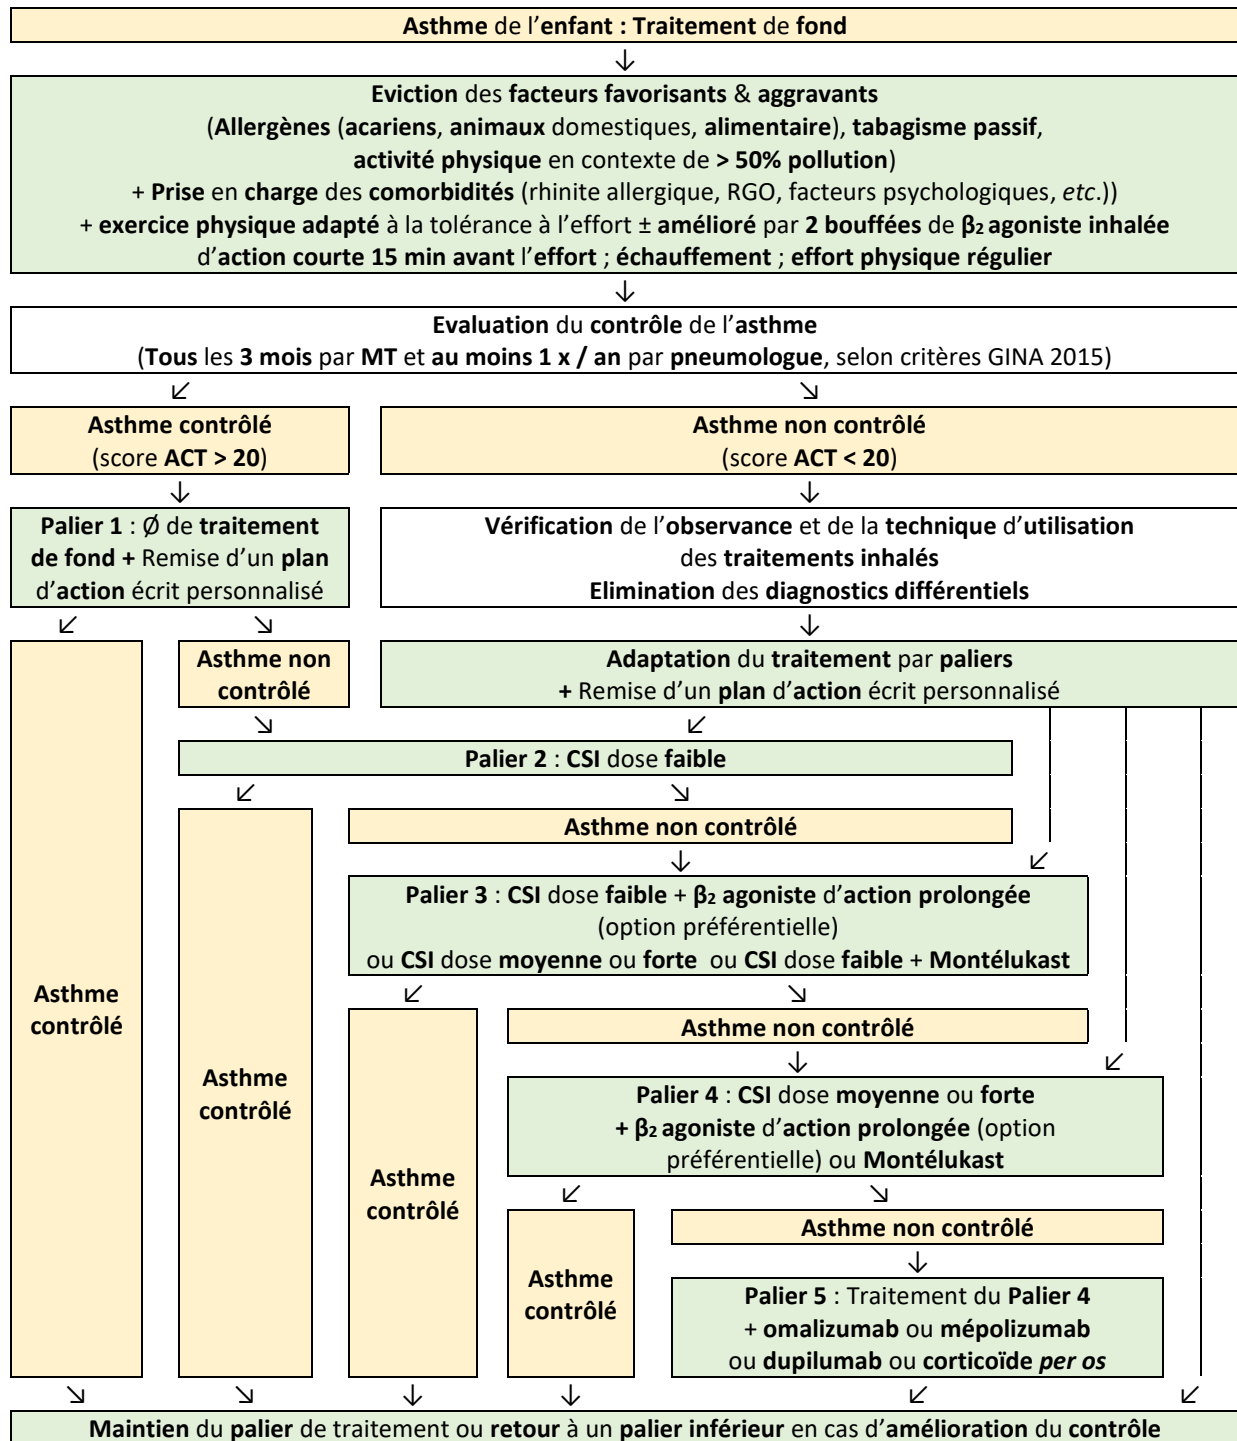 Asthme de l'enfant : Traitement de fond
↓
Eviction des facteurs favorisants & aggravants
(Allergènes (acariens, animaux domestiques, alimentaire), tabagisme passif,
activité physique en contexte de > 50% pollution)
+ Prise en charge des comorbidités (rhinite allergique, RGO, facteurs psychologiques, etc.))
+ exercice physique adapté à la tolérance à l'effort ± amélioré par 2 bouffées de β₂ agoniste inhalée
d'action courte 15 min avant l'effort ; échauffement ; effort physique régulier
↓
Evaluation du contrôle de l'asthme
(Tous les 3 mois par MT et au moins 1 x / an par pneumologue, selon critères GINA 2015)
↙ ↘
Asthme contrôlé
(score ACT > 20)
Asthme non contrôlé
(score ACT < 20)
↓ ↓
Palier 1 : Ø de traitement
de fond + Remise d'un plan
d'action écrit personnalisé
Vérification de l'observance et de la technique d'utilisation
des traitements inhalés
Elimination des diagnostics différentiels
↙ ↘ ↓
Asthme non
contrôlé
Adaptation du traitement par paliers
+ Remise d'un plan d'action écrit personnalisé
↘ ↙
Palier 2 : CSI dose faible
↙ ↘
Asthme non contrôlé
↓ ↙
Palier 3 : CSI dose faible + β₂ agoniste d'action prolongée
(option préférentielle)
ou CSI dose moyenne ou forte ou CSI dose faible + Montélukast
↙ ↘
Asthme
contrôlé
Asthme non contrôlé
↓ ↙
Asthme
contrôlé
Palier 4 : CSI dose moyenne ou forte
+ β₂ agoniste d'action prolongée (option
préférentielle) ou Montélukast
↙ ↘
Asthme
contrôlé
Asthme non contrôlé
↓
Asthme
contrôlé
Palier 5 : Traitement du Palier 4
+ omalizumab ou mépolizumab
ou dupilumab ou corticoïde per os
↘ ↘ ↓ ↓ ↙ ↙
Maintien du palier de traitement ou retour à un palier inférieur en cas d'amélioration du contrôle